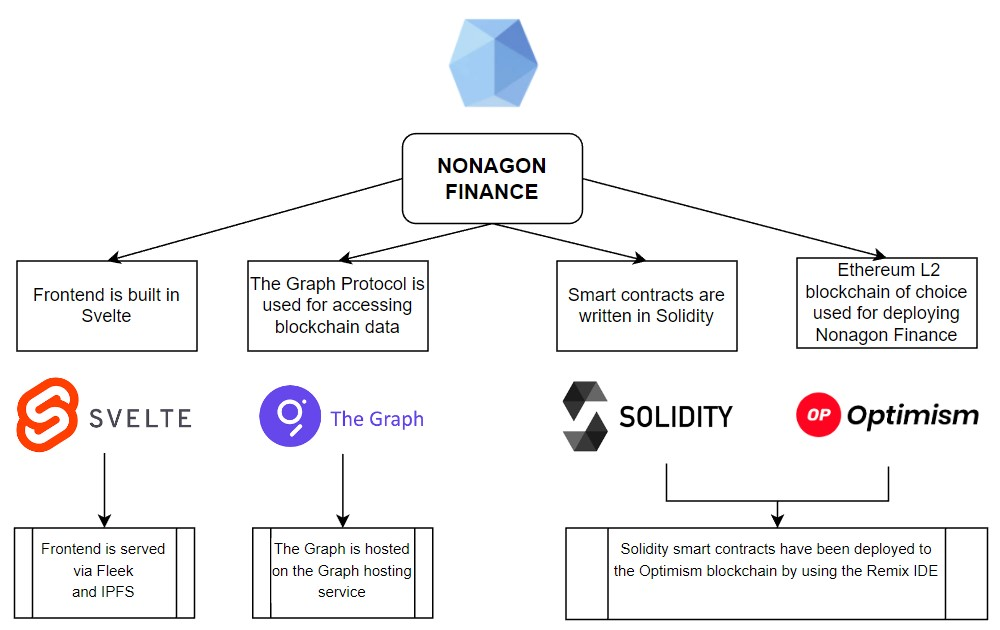 NONAGON
FINANCE
Frontend is built in
Svelte
The Graph Protocol is
used for accessing
blockchain data
Smart contracts are
written in Solidity
Ethereum L2
blockchain of choice
used for deploying
Nonagon Finance
SVELTE
The Graph
SOLIDITY
OP
Optimism
Frontend is served
via Fleek
and IPFS
The Graph is hosted
on the Graph hosting
service
Solidity smart contracts have been deployed to
the Optimism blockchain by using the Remix IDE